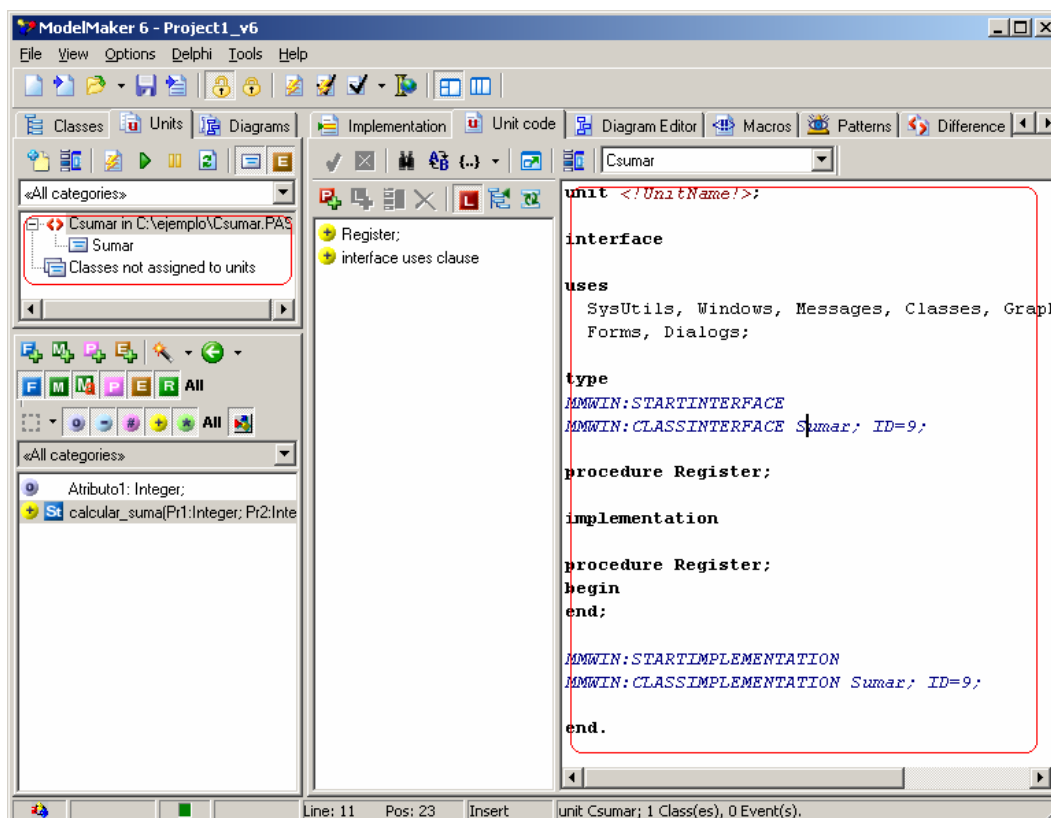 ModelMaker 6 - Project1_v6
File View Options Delphi Tools Help
Classes Units Diagrams
Implementation Unit code Diagram Editor Macros Patterns Difference
Csumar
«All categories»
Csumar in C:\ejemplo\Csumar.PAS
Sumar
Classes not assigned to units
F M M P E R All
All
«All categories»
Atributo1: Integer;
St calcular_suma(Pr1:Integer; Pr2:Inte
Register;
interface uses clause
unit <!UnitName!>;
interface
uses
SysUtils, Windows, Messages, Classes, Grap
Forms, Dialogs;
type
MMWIN:STARTINTERFACE
MMWIN:CLASSINTERFACE Sumar; ID=9;
procedure Register;
implementation
procedure Register;
begin
end;
MMWIN:STARTIMPLEMENTATION
MMWIN:CLASSIMPLEMENTATION Sumar; ID=9;
end.
Line: 11 Pos: 23 Insert unit Csumar; 1 Class(es), 0 Event(s).